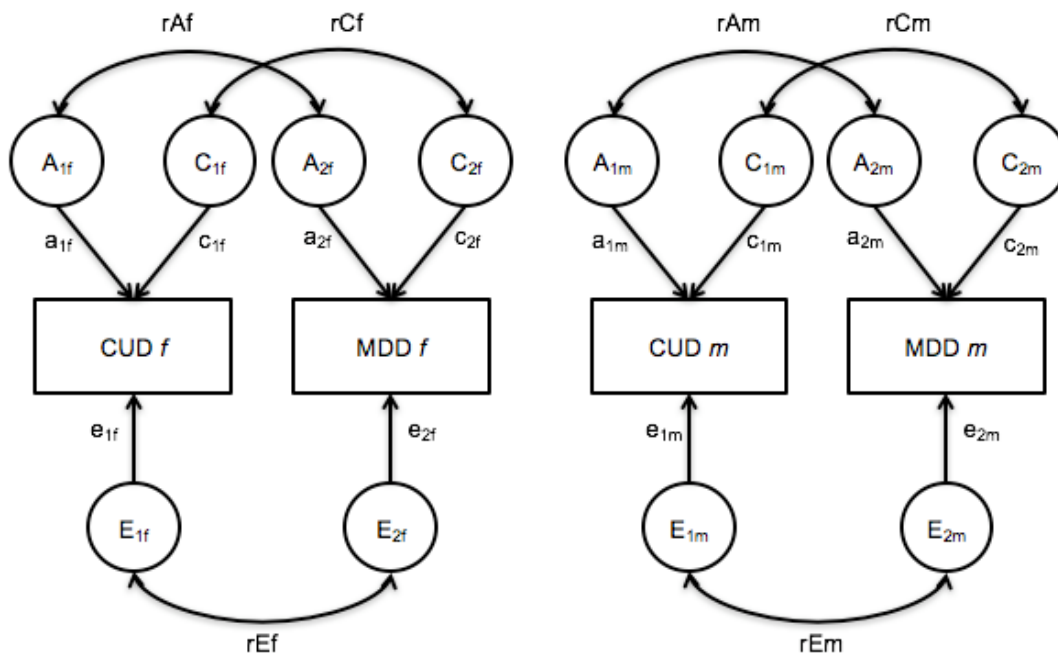 rAf rCf rAm rCm
A1f C1f A2f C2f A1m C1m A2m C2m
a1f c1f a2f c2f a1m c1m a2m c2m
CUD f MDD f CUD m MDD m
e1f e2f e1m e2m
E1f E2f E1m E2m
rEf rEm